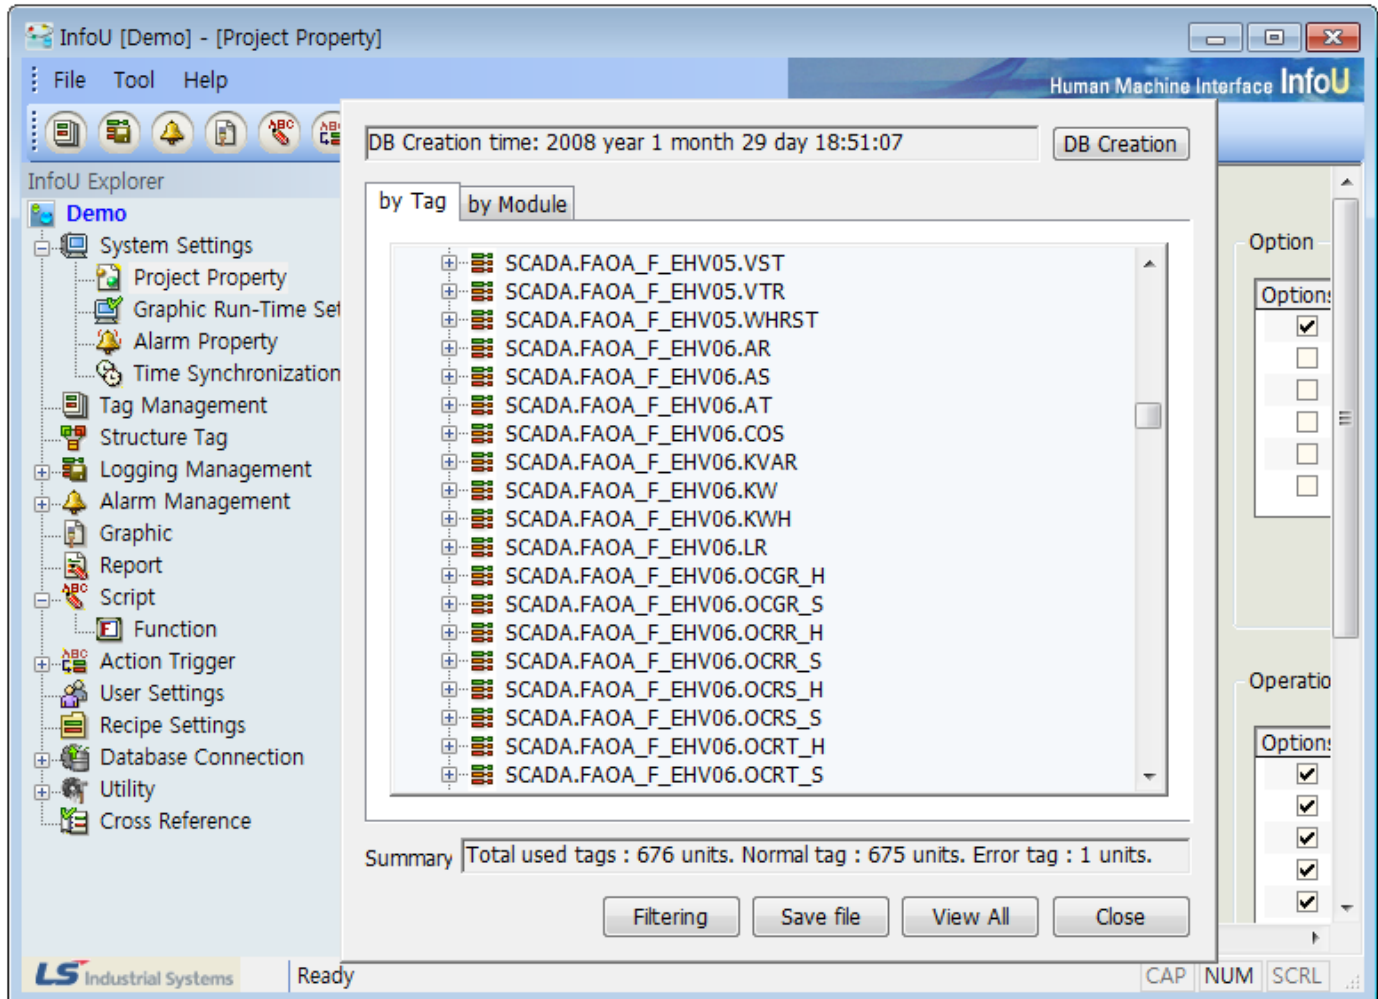 InfoU [Demo] - [Project Property]
File Tool Help
Human Machine Interface InfoU
InfoU Explorer
Demo
System Settings
Project Property
Graphic Run-Time Set
Alarm Property
Time Synchronization
Tag Management
Structure Tag
Logging Management
Alarm Management
Graphic
Report
Script
Function
Action Trigger
User Settings
Recipe Settings
Database Connection
Utility
Cross Reference
DB Creation time: 2008 year 1 month 29 day 18:51:07
DB Creation
by Tag by Module
SCADA.FAOA_F_EHV05.VST
SCADA.FAOA_F_EHV05.VTR
SCADA.FAOA_F_EHV05.WHRST
SCADA.FAOA_F_EHV06.AR
SCADA.FAOA_F_EHV06.AS
SCADA.FAOA_F_EHV06.AT
SCADA.FAOA_F_EHV06.COS
SCADA.FAOA_F_EHV06.KVAR
SCADA.FAOA_F_EHV06.KW
SCADA.FAOA_F_EHV06.KWH
SCADA.FAOA_F_EHV06.LR
SCADA.FAOA_F_EHV06.OCGR_H
SCADA.FAOA_F_EHV06.OCGR_S
SCADA.FAOA_F_EHV06.OCRR_H
SCADA.FAOA_F_EHV06.OCRR_S
SCADA.FAOA_F_EHV06.OCRS_H
SCADA.FAOA_F_EHV06.OCRS_S
SCADA.FAOA_F_EHV06.OCRT_H
SCADA.FAOA_F_EHV06.OCRT_S
Summary Total used tags : 676 units. Normal tag : 675 units. Error tag : 1 units.
Filtering Save file View All Close
Option
Options
Operatio
Options
LS Industrial Systems Ready CAP NUM SCRL